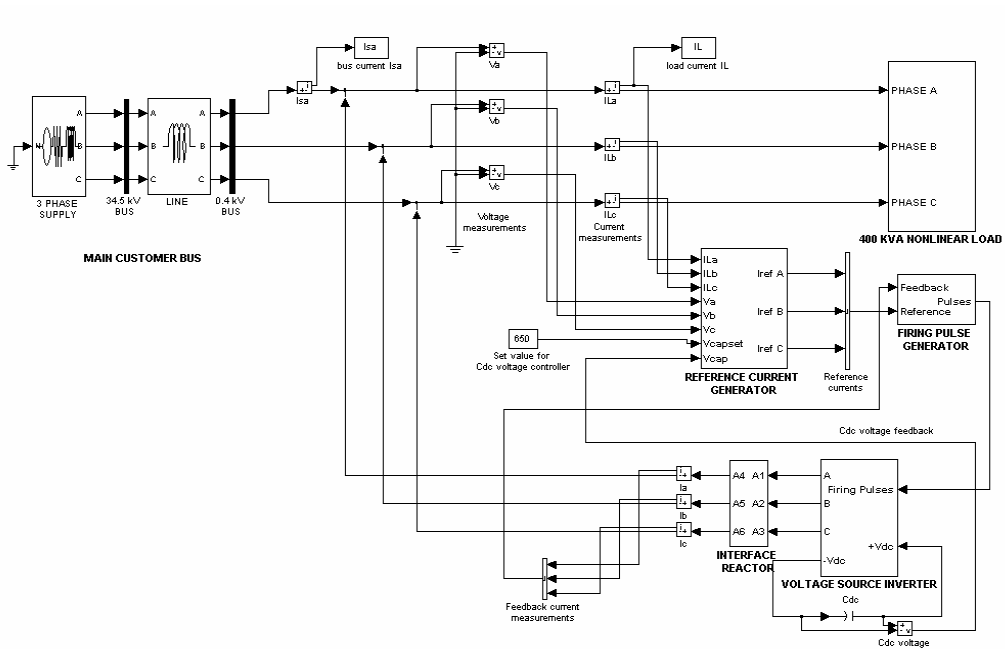 Isa
bus current Isa
Isa
Va
IL
load current IL
ILa
Vb
ILb
Vc
ILc
Voltage
measurements
Current
measurements
N
A
B
C
3 PHASE
SUPPLY
34.5 kV
BUS
A
B
C
A
B
C
LINE
0.4 kV
BUS
MAIN CUSTOMER BUS
PHASE A
PHASE B
PHASE C
400 KVA NONLINEAR LOAD
ILa
ILb
ILc
Va
Vb
Vc
Vcapset
Vcap
Iref A
Iref B
Iref C
REFERENCE CURRENT
GENERATOR
650
Set value for
Cdc voltage controller
Reference
currents
Feedback
Reference
Pulses
FIRING PULSE
GENERATOR
Cdc voltage feedback
Ia
Ib
Ic
A4 A1
A5 A2
A6 A3
INTERFACE
REACTOR
A
B
C
Firing Pulses
+Vdc
-Vdc
VOLTAGE SOURCE INVERTER
Cdc
Cdc voltage
Feedback current
measurements